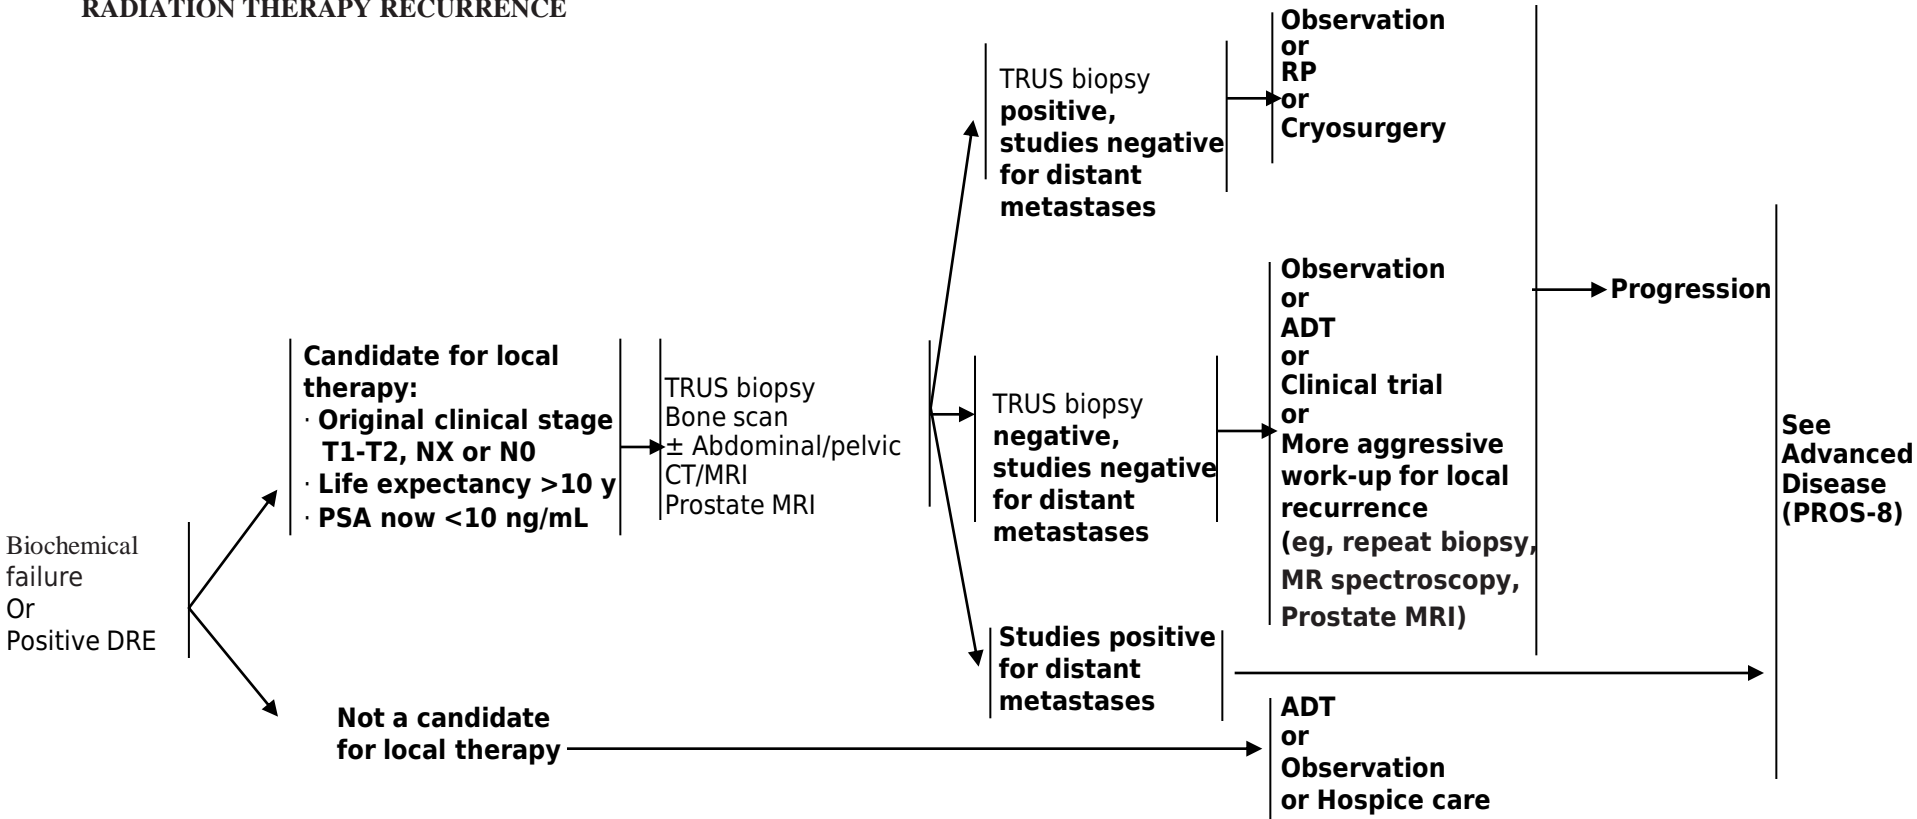 RADIATION THERAPY RECURRENCE
Biochemical
failure
Or
Positive DRE
Candidate for local
therapy:
· Original clinical stage
T1-T2, NX or N0
· Life expectancy >10 y
· PSA now <10 ng/mL
Not a candidate
for local therapy
TRUS biopsy
Bone scan
± Abdominal/pelvic
CT/MRI
Prostate MRI
TRUS biopsy
positive,
studies negative
for distant
metastases
Observation
or
RP
or
Cryosurgery
TRUS biopsy
negative,
studies negative
for distant
metastases
Observation
or
ADT
or
Clinical trial
or
More aggressive
work-up for local
recurrence
(eg, repeat biopsy,
MR spectroscopy,
Prostate MRI)
Studies positive
for distant
metastases
ADT
or
Observation
or Hospice care
Progression
See
Advanced
Disease
(PROS-8)